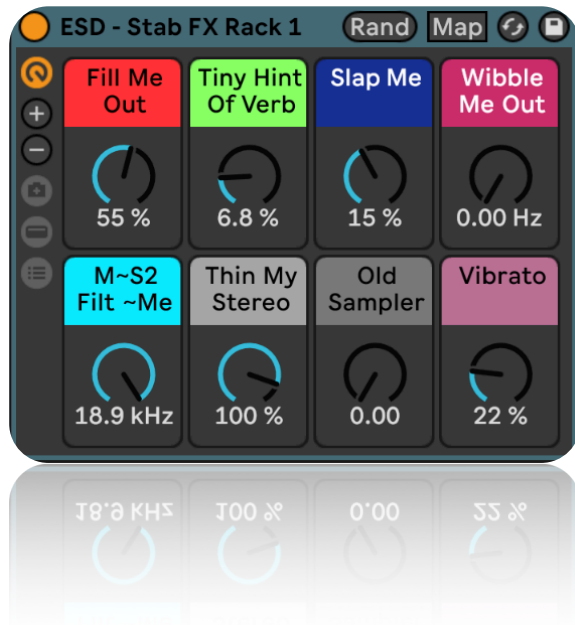 ESD - Stab FX Rack 1 Rand Map
Fill Me
Out
Tiny Hint
Of Verb
Slap Me
Wibble
Me Out
55 % 6.8 % 15 % 0.00 Hz
M~S2
Filt ~Me
Thin My
Stereo
Old
Sampler
Vibrato
18.9 kHz 100 % 0.00 22 %